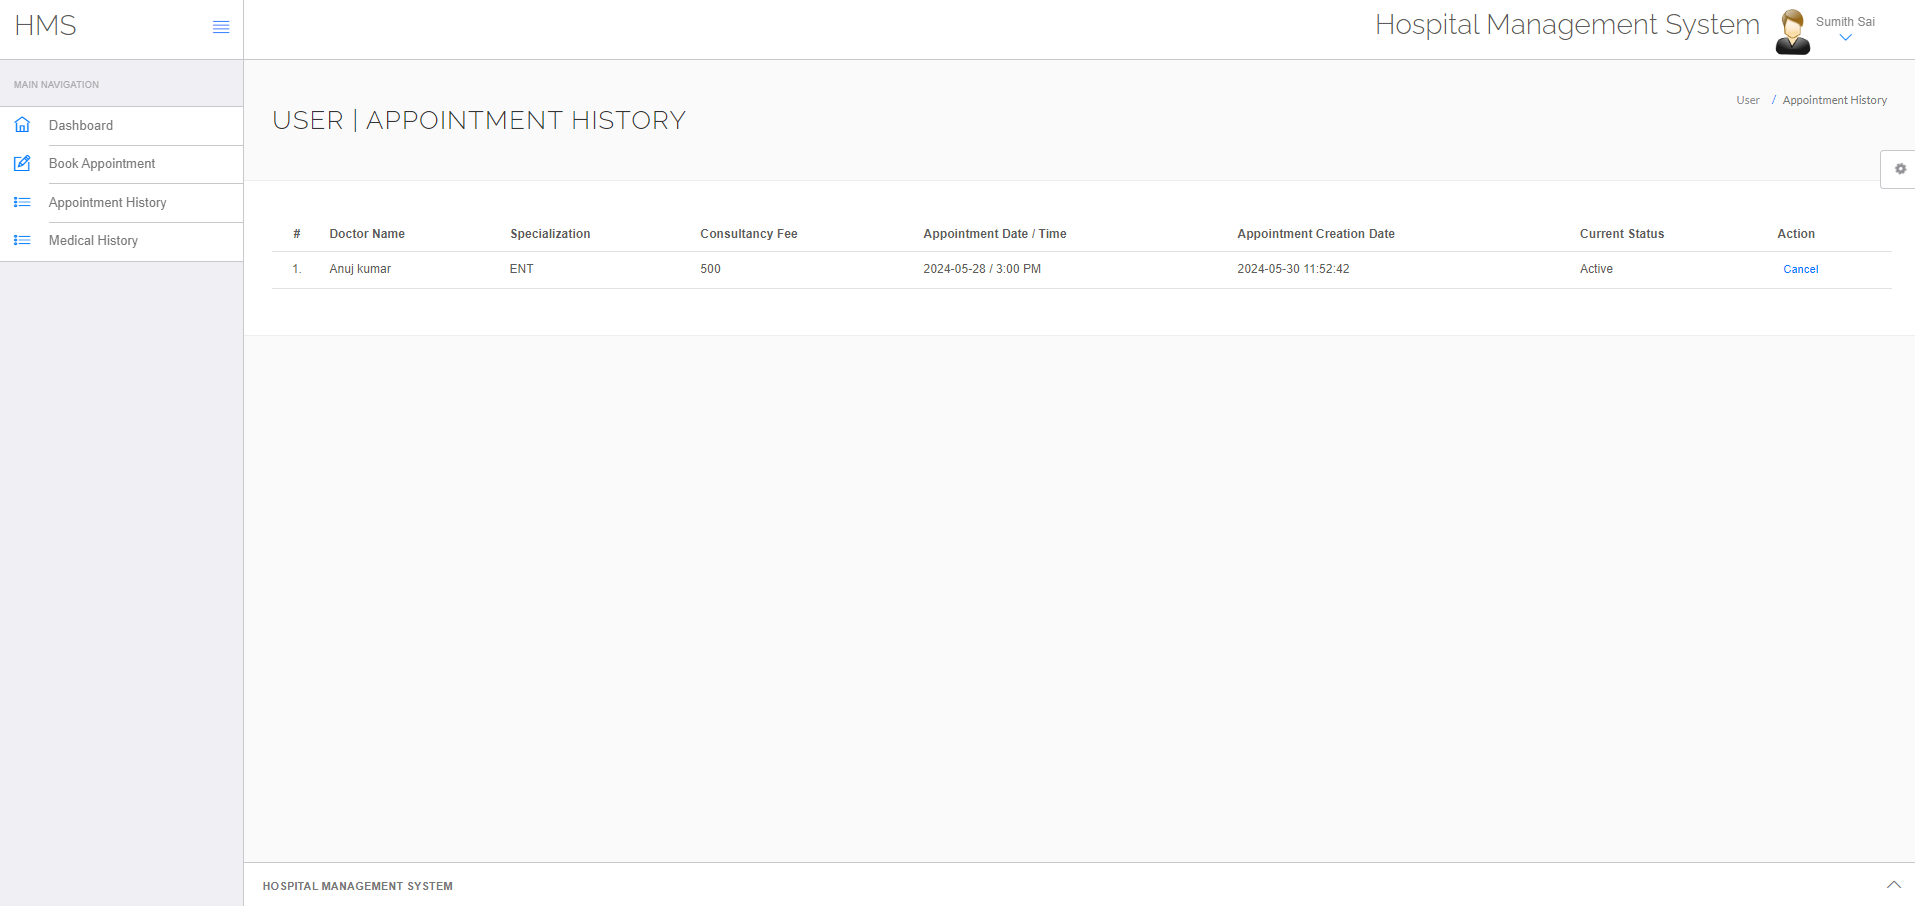 HMS
Hospital Management System
Sumith Sai
MAIN NAVIGATION
Dashboard
Book Appointment
Appointment History
Medical History
USER | APPOINTMENT HISTORY
User / Appointment History
# Doctor Name Specialization Consultancy Fee Appointment Date / Time Appointment Creation Date Current Status Action
1. Anuj kumar ENT 500 2024-05-28 / 3:00 PM 2024-05-30 11:52:42 Active Cancel
HOSPITAL MANAGEMENT SYSTEM